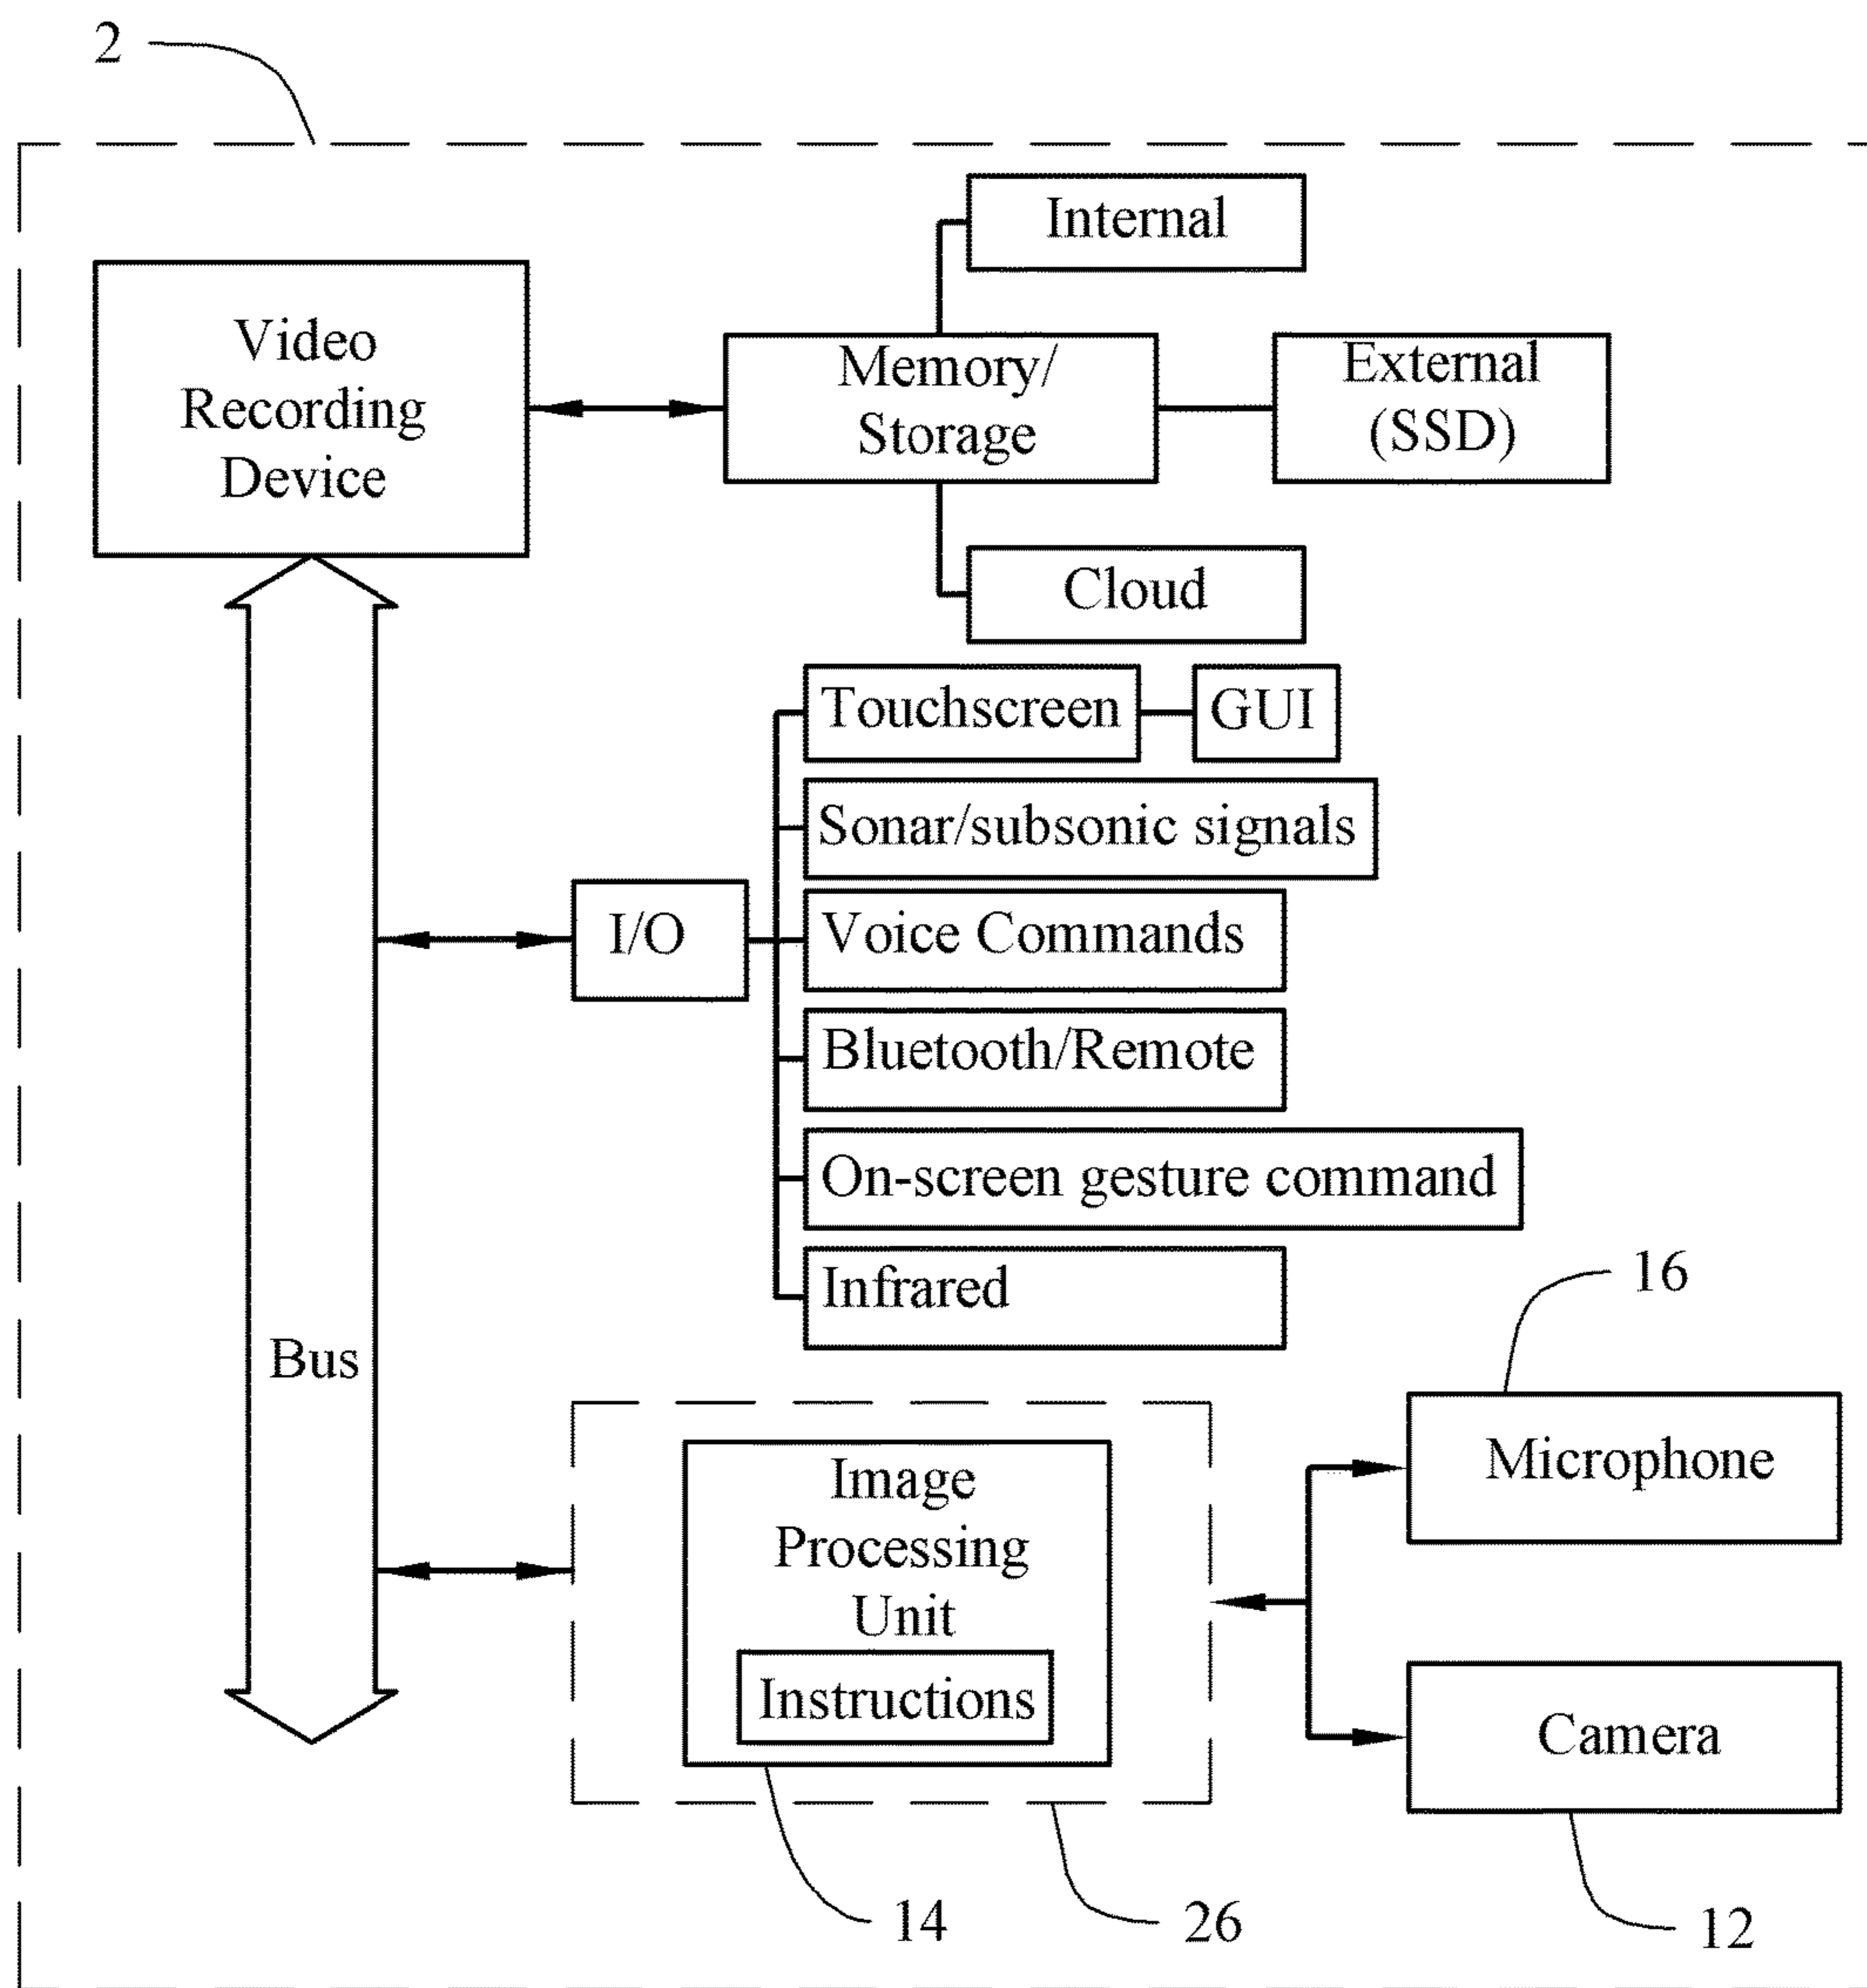 2
Internal
Video
Recording
Device
Memory/
Storage
External
(SSD)
Cloud
Touchscreen
GUI
Sonar/subsonic signals
I/O
Voice Commands
Bluetooth/Remote
On-screen gesture command
Infrared
16
Bus
Microphone
Image
Processing
Unit
Instructions
Camera
14
26
12